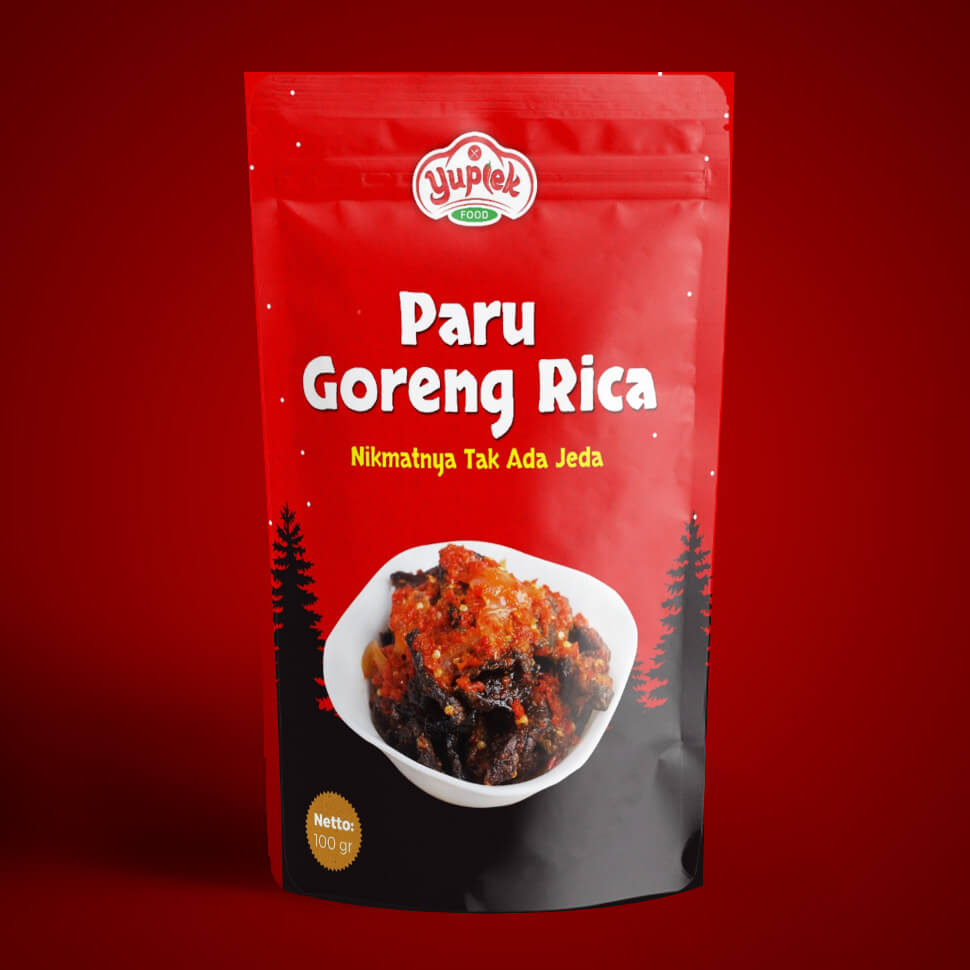 Yuptek
FOOD
Paru
Goreng Rica
Nikmatnya Tak Ada Jeda
Netto:
100 gr